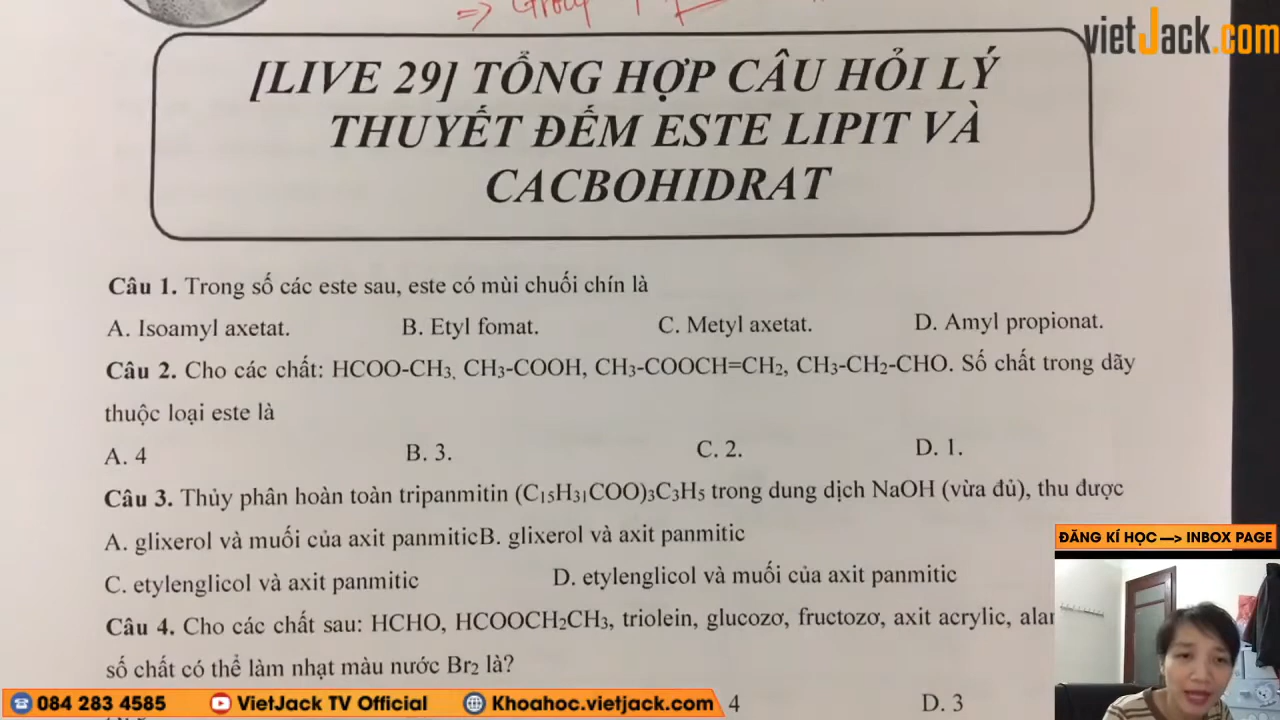 vietJack.com
[LIVE 29] TỔNG HỢP CÂU HỎI LÝ
THUYẾT ĐẾM ESTE LIPIT VÀ
CACBOHIDRAT
Câu 1. Trong số các este sau, este có mùi chuối chín là
A. Isoamyl axetat. B. Etyl fomat. C. Metyl axetat. D. Amyl propionat.
Câu 2. Cho các chất: HCOO-CH₃, CH₃-COOH, CH₃-COOCH=CH₂, CH₃-CH₂-CHO. Số chất trong dãy
thuộc loại este là
A. 4 B. 3. C. 2. D. 1.
Câu 3. Thủy phân hoàn toàn tripanmitin (C₁₅H₃₁COO)₃C₃H₅ trong dung dịch NaOH (vừa đủ), thu được
A. glixerol và muối của axit panmiticB. glixerol và axit panmitic
C. etylenglicol và axit panmitic D. etylenglicol và muối của axit panmitic
Câu 4. Cho các chất sau: HCHO, HCOOCH₂CH₃, triolein, glucozơ, fructozơ, axit acrylic,
số chất có thể làm nhạt màu nước Br₂ là?
4 D. 3
ĐĂNG KÍ HỌC —> INBOX PAGE
084 283 4585 VietJack TV Official Khoahoc.vietjack.com